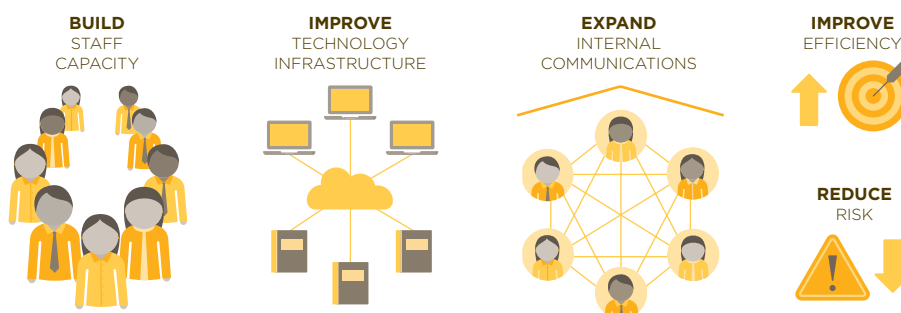 BUILD
STAFF
CAPACITY
IMPROVE
TECHNOLOGY
INFRASTRUCTURE
EXPAND
INTERNAL
COMMUNICATIONS
IMPROVE
EFFICIENCY
REDUCE
RISK
!